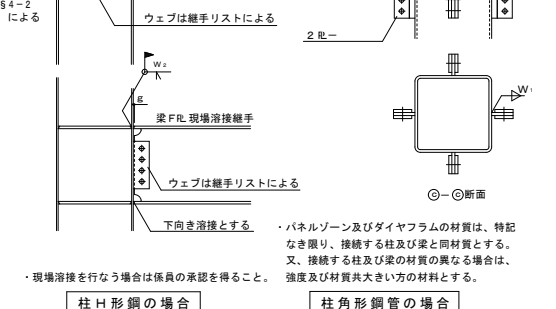 §4-2
による
ウェブは継手リストによる
2 PL-
W2
g
梁FPL現場溶接継手
ウェブは継手リストによる
下向き溶接とする
・現場溶接を行なう場合は係員の承認を得ること。
柱H形鋼の場合
W
©-©断面
・パネルゾーン及びダイヤフラムの材質は、特記
なき限り、接続する柱及び梁と同材質とする。
又、接続する柱及び梁の材質の異なる場合は、
強度及び材質共大きい方の材料とする。
柱角形鋼管の場合